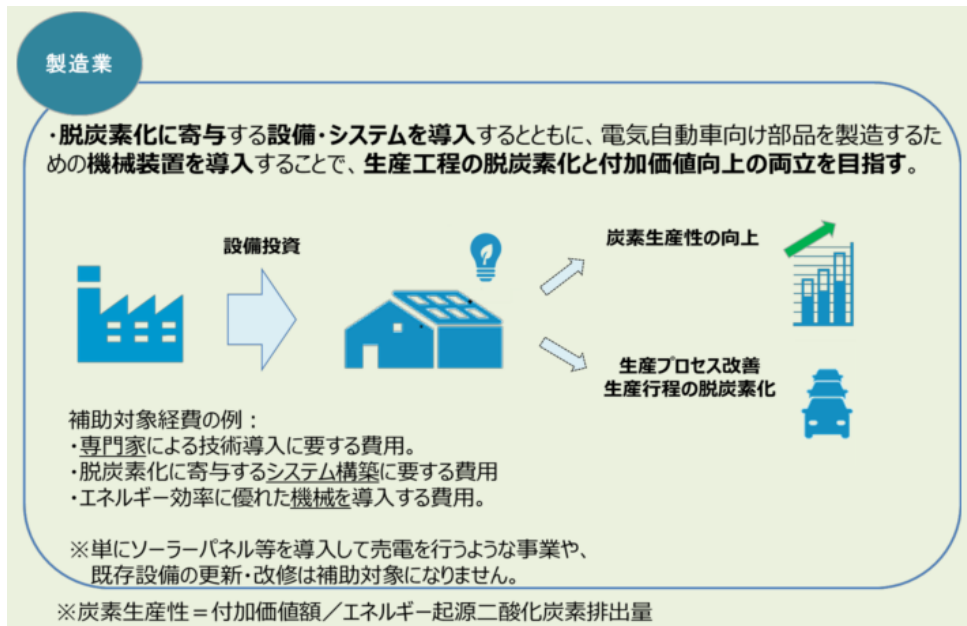 製造業
・脱炭素化に寄与する設備・システムを導入するとともに、電気自動車向け部品を製造するた
めの機械装置を導入することで、生産工程の脱炭素化と付加価値向上の両立を目指す。
設備投資
炭素生産性の向上
生産プロセス改善
生産行程の脱炭素化
補助対象経費の例：
・専門家による技術導入に要する費用。
・脱炭素化に寄与するシステム構築に要する費用
・エネルギー効率に優れた機械を導入する費用。
※単にソーラーパネル等を導入して売電を行うような事業や、
既存設備の更新・改修は補助対象になりません。
※炭素生産性＝付加価値額／エネルギー起源二酸化炭素排出量